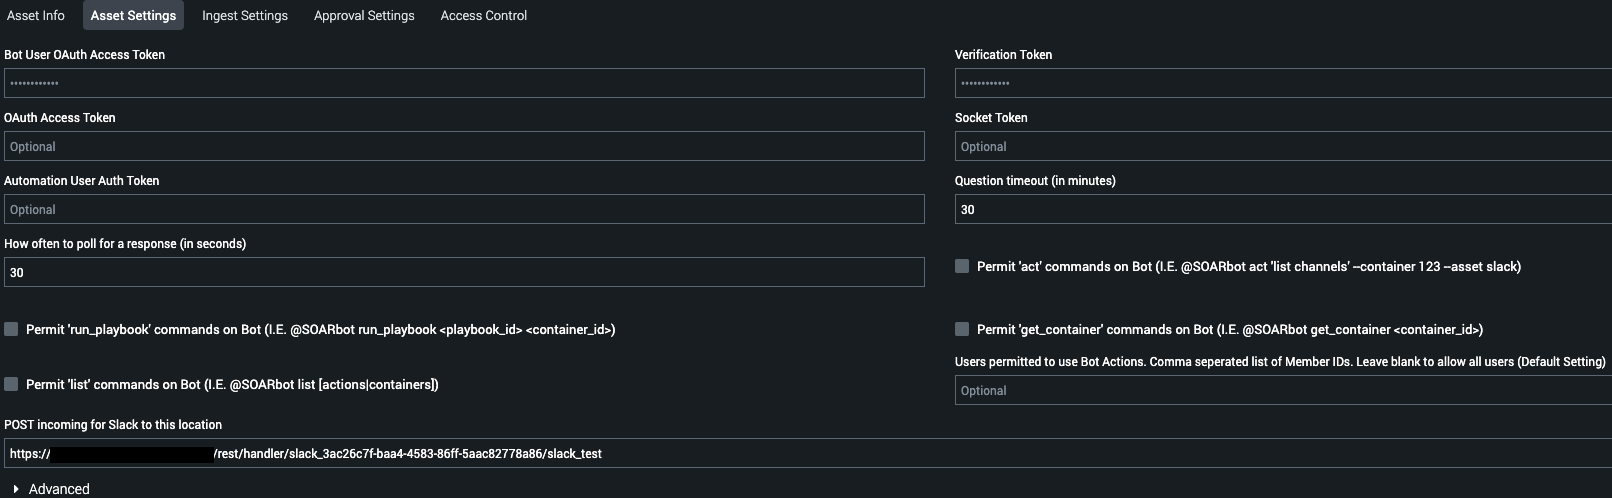 Asset Info Asset Settings Ingest Settings Approval Settings Access Control
Bot User OAuth Access Token
••••••••••••
Verification Token
••••••••••••
OAuth Access Token
Optional
Socket Token
Optional
Automation User Auth Token
Optional
Question timeout (in minutes)
30
How often to poll for a response (in seconds)
30
Permit 'act' commands on Bot (I.E. @SOARbot act 'list channels' --container 123 --asset slack)
Permit 'run_playbook' commands on Bot (I.E. @SOARbot run_playbook <playbook_id> <container_id>)
Permit 'get_container' commands on Bot (I.E. @SOARbot get_container <container_id>)
Permit 'list' commands on Bot (I.E. @SOARbot list [actions|containers])
Users permitted to use Bot Actions. Comma seperated list of Member IDs. Leave blank to allow all users (Default Setting)
Optional
POST incoming for Slack to this location
https:// /rest/handler/slack_3ac26c7f-baa4-4583-86ff-5aac82778a86/slack_test
Advanced